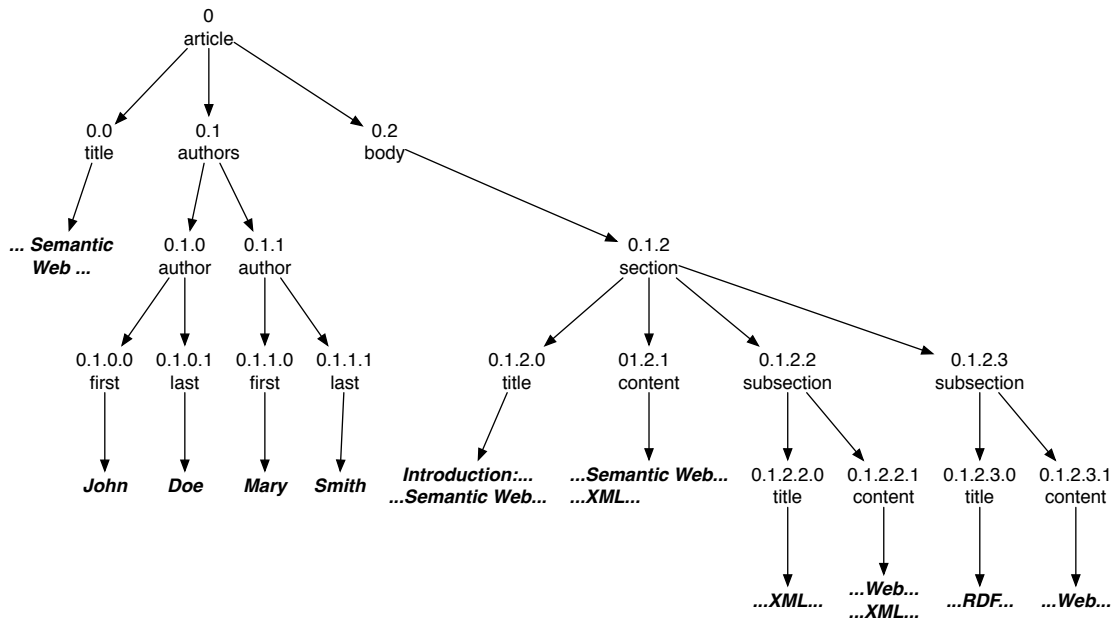 0
article
0.0
title
0.1
authors
0.2
body
... Semantic
Web ...
0.1.0
author
0.1.1
author
0.1.2
section
0.1.0.0
first
0.1.0.1
last
0.1.1.0
first
0.1.1.1
last
0.1.2.0
title
01.2.1
content
0.1.2.2
subsection
0.1.2.3
subsection
John
Doe
Mary
Smith
Introduction:...
...Semantic Web...
...Semantic Web...
...XML...
0.1.2.2.0
title
0.1.2.2.1
content
0.1.2.3.0
title
0.1.2.3.1
content
...XML...
...Web...
...XML...
...RDF...
...Web...